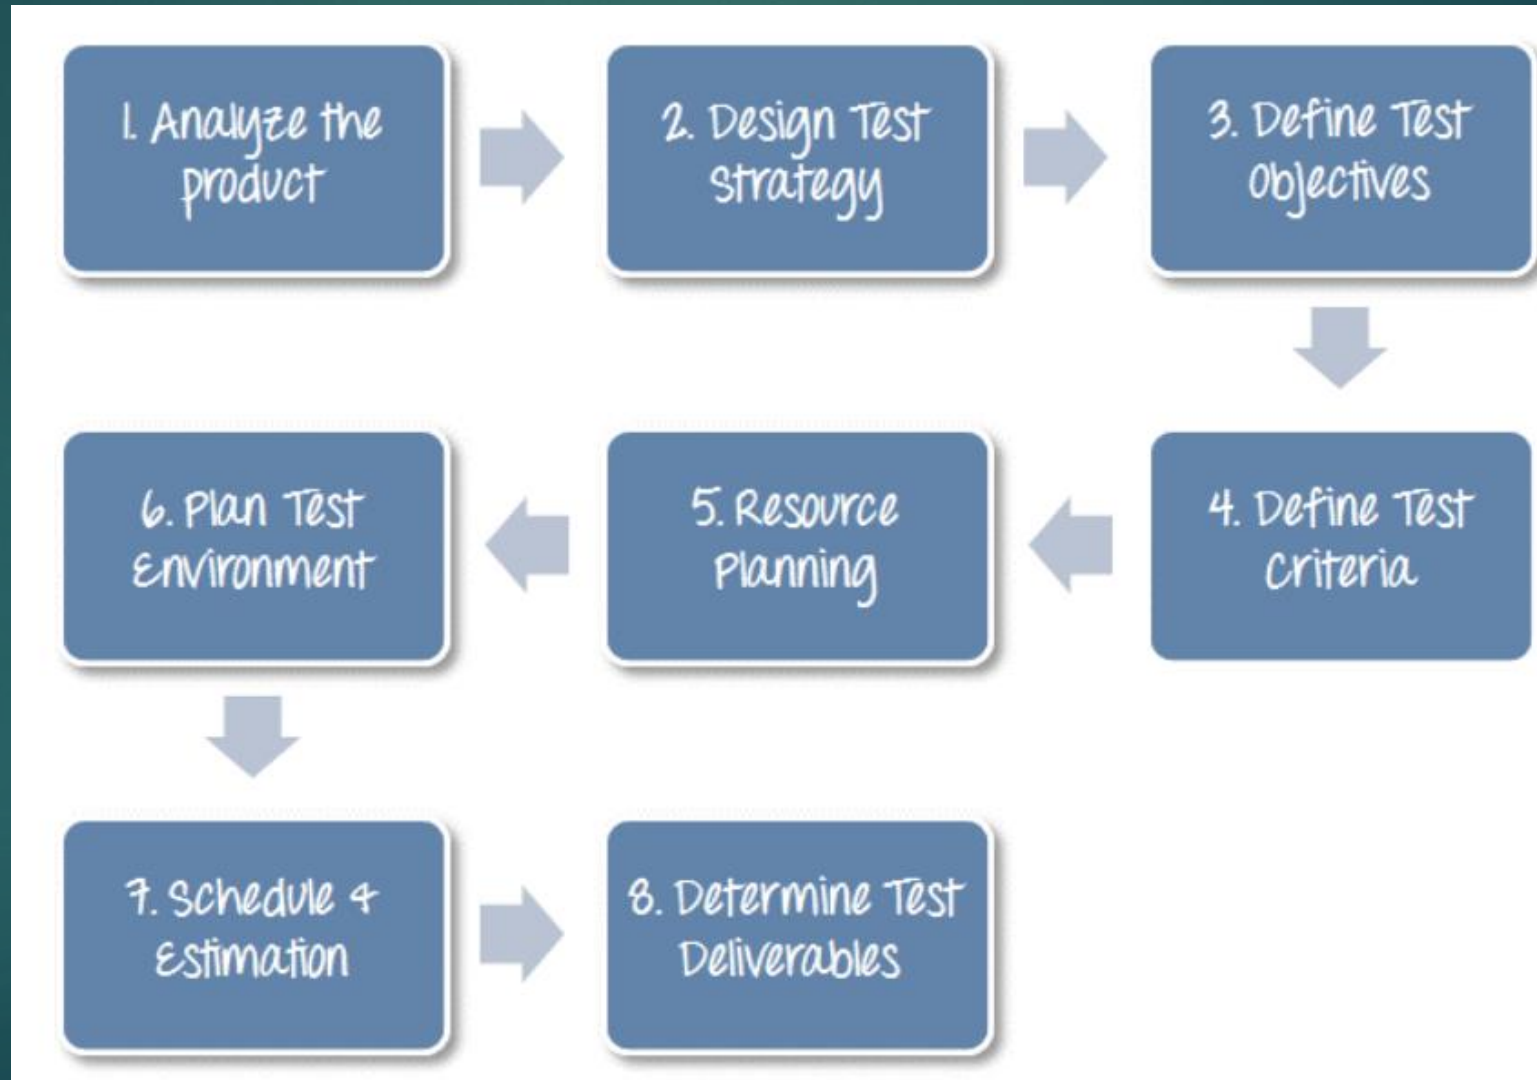 1. Analyze the
product
2. Design Test
Strategy
3. Define Test
Objectives
4. Define Test
Criteria
5. Resource
Planning
6. Plan Test
Environment
7. Schedule &
Estimation
8. Determine Test
Deliverables